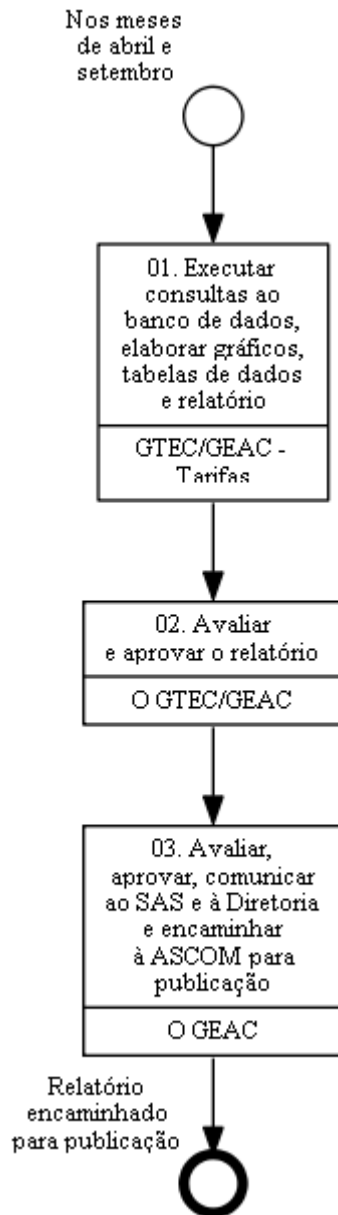 Nos meses
de abril e
setembro
01. Executar
consultas ao
banco de dados,
elaborar gráficos,
tabelas de dados
e relatório
GTEC/GEAC -
Tarifas
02. Avaliar
e aprovar o relatório
O GTEC/GEAC
03. Avaliar,
aprovar, comunicar
ao SAS e à Diretoria
e encaminhar
à ASCOM para
publicação
O GEAC
Relatório
encaminhado
para publicação